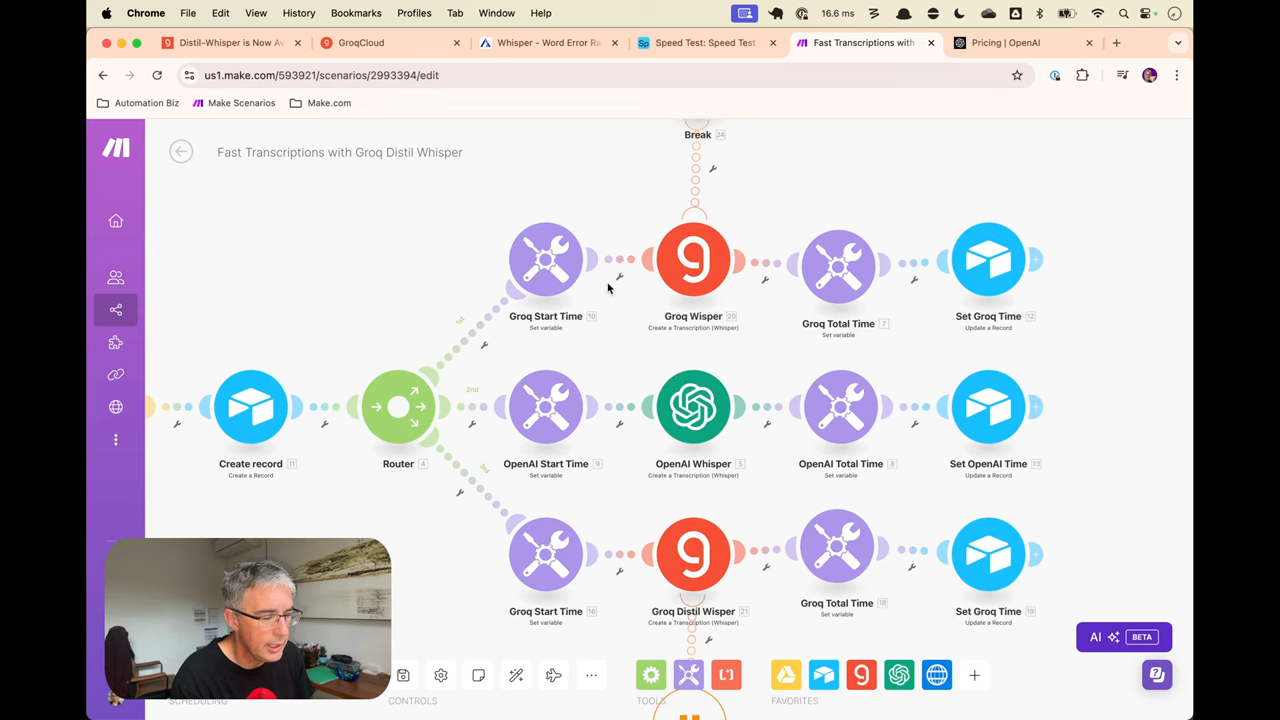 Chrome File Edit View History Bookmarks Profiles Tab Window Help 16.6 ms
Distil-Whisper is Now Av GroqCloud Whisper - Word Error Ra Speed Test: Speed Test Fast Transcriptions with Pricing | OpenAI
us1.make.com/593921/scenarios/2993394/edit
Automation Biz Make Scenarios Make.com
Break 24
Fast Transcriptions with Groq Distil Whisper
1st
Groq Start Time 10 Groq Wisper 20 Groq Total Time 7 Set Groq Time 12
Set variable Create a Transcription (Whisper) Set variable Update a Record
2nd
Create record 11 Router 4 OpenAI Start Time 9 OpenAI Whisper 5 OpenAI Total Time 8 Set OpenAI Time 13
Create a Record Set variable Create a Transcription (Whisper) Set variable Update a Record
3rd
Groq Start Time 16 Groq Distil Wisper 21 Groq Total Time 18 Set Groq Time 19
Set variable Create a Transcription (Whisper) Set variable Update a Record
AI BETA
SCHEDULING CONTROLS TOOLS FAVORITES